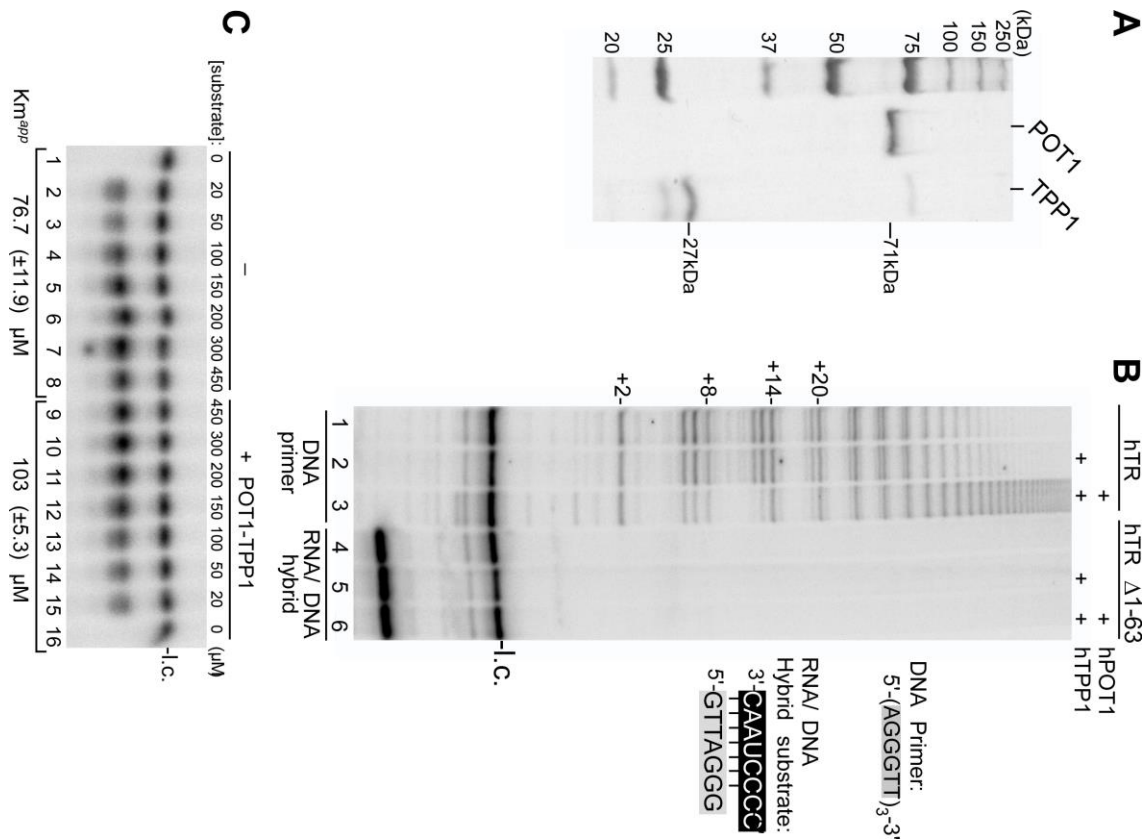 A
(kDa)
250
150
100
75
50
37
25
20
POT1
TPP1
–71kDa
–27kDa
B
hTR
hTR Δ1-63
+ + hPOT1
+ + + + hTPP1
+20-
+14-
+8-
+2-
-l.c.
1 2 3 4 5 6
DNA primer
RNA/ DNA hybrid
DNA Primer:
5'-(AGGGTT)3-3'
RNA/ DNA
Hybrid substrate:
3'-CAAUCCCC
5'-GTTAGGG
C
– + POT1-TPP1
[substrate]: 0 20 50 100 150 200 300 450 450 300 200 150 100 50 20 0 (μM)
-l.c.
1 2 3 4 5 6 7 8 9 10 11 12 13 14 15 16
Kmapp 76.7 (±11.9) μM 103 (±5.3) μM